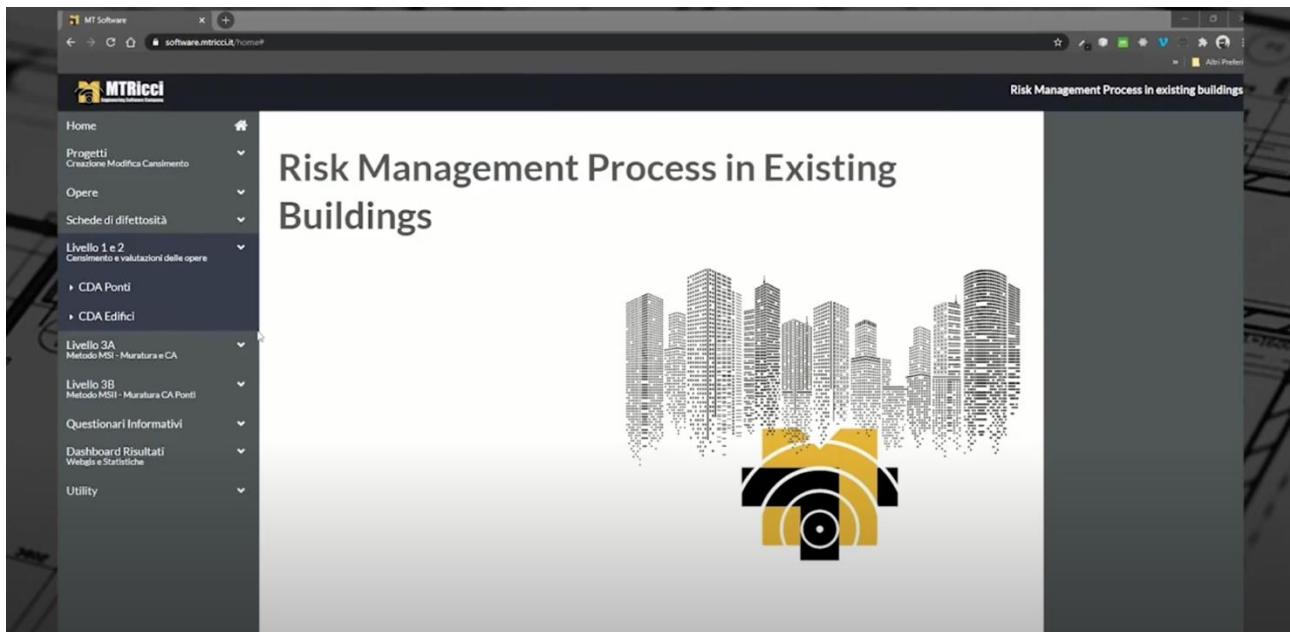 MT Software
software.mtricci.it/home#
Altri Preferi
MTRicci
Engineering Software Company
Risk Management Process in existing buildings
Home
Progetti
Creazione Modifica Cansimento
Opere
Schede di difettosità
Livello 1 e 2
Censimento e valutazioni delle opere
CDA Ponti
CDA Edifici
Livello 3A
Metodo MSI - Muratura e CA
Livello 3B
Metodo MSII - Muratura CA Ponti
Questionari Informativi
Dashboard Risultati
Webgis e Statistiche
Utility
Risk Management Process in Existing
Buildings